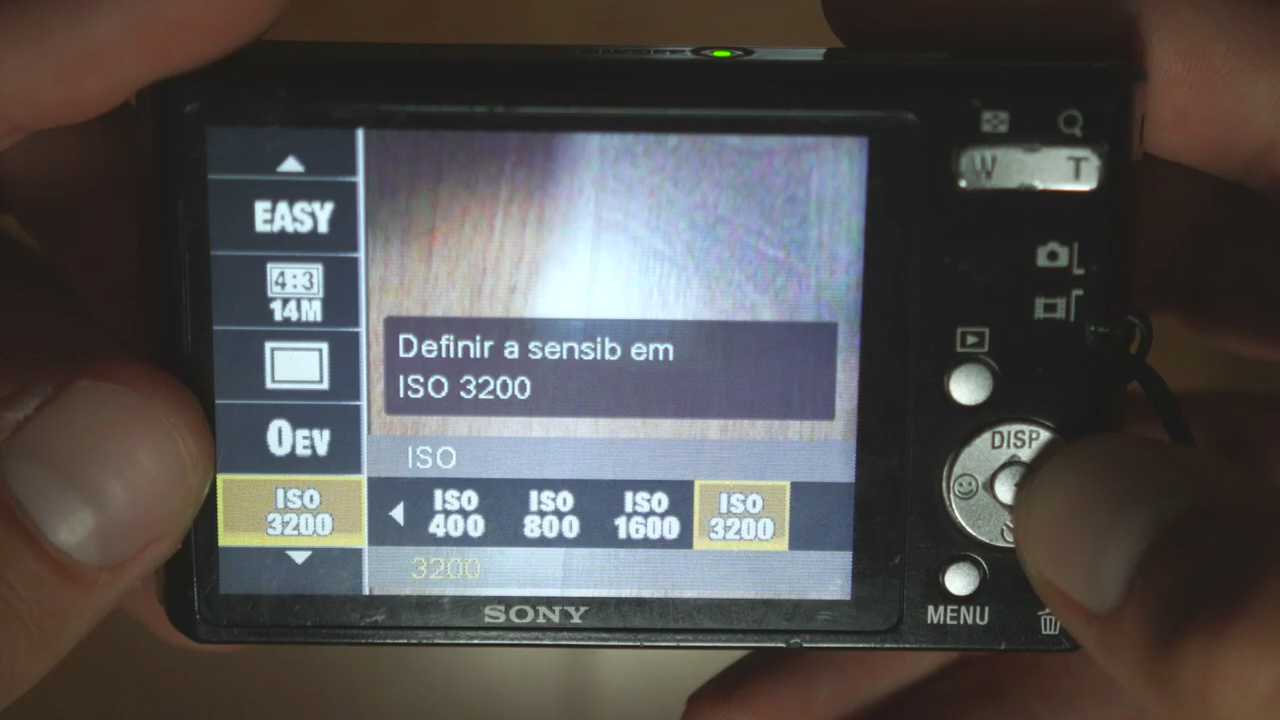 W T
EASY
4:3
14M
Definir a sensib em
ISO 3200
0EV
DISP
ISO
ISO 3200
ISO 400
ISO 800
ISO 1600
ISO 3200
3200
SONY
MENU